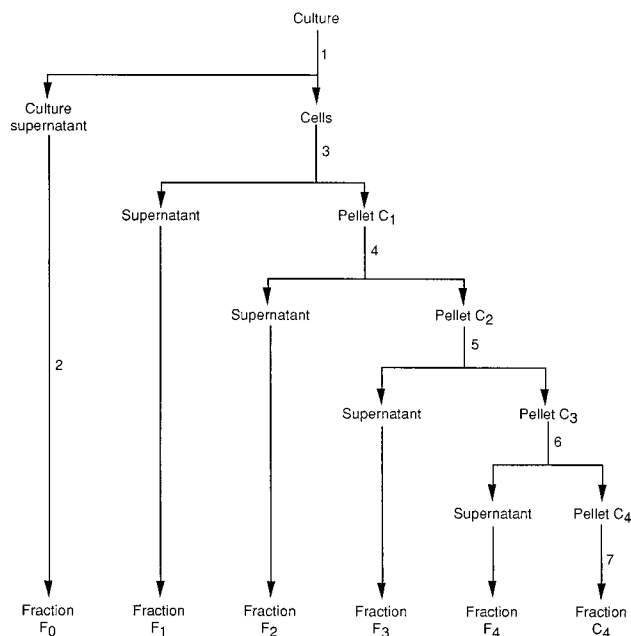 Culture
1
Culture
supernatant
Cells
3
Supernatant
Pellet C1
4
Supernatant
Pellet C2
2
5
Supernatant
Pellet C3
6
Supernatant
Pellet C4
7
Fraction
F0
Fraction
F1
Fraction
F2
Fraction
F3
Fraction
F4
Fraction
C4